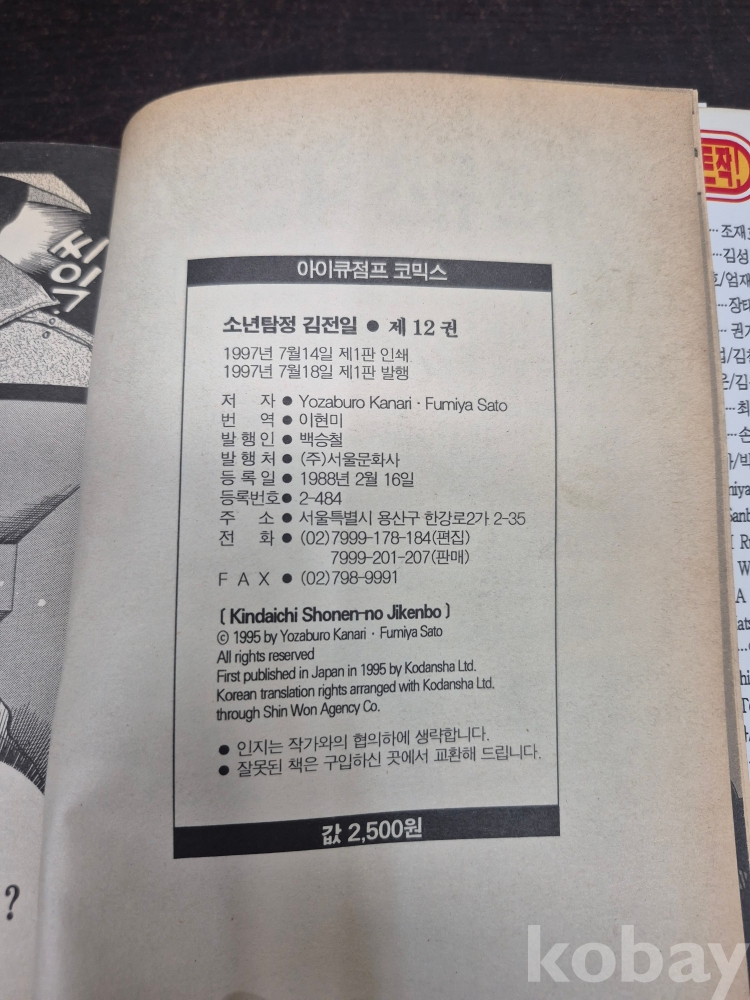 아이큐점프 코믹스
소년탐정 김전일 ● 제 12 권
1997년 7월14일 제1판 인쇄
1997년 7월18일 제1판 발행
저 자 ● Yozaburo Kanari · Fumiya Sato
번 역 ● 이현미
발 행 인 ● 백승철
발 행 처 ● (주)서울문화사
등 록 일 ● 1988년 2월 16일
등록번호 ● 2-484
주 소 ● 서울특별시 용산구 한강로2가 2-35
전 화 ● (02)7999-178-184(편집)
7999-201-207(판매)
F A X ● (02)798-9991
[ Kindaichi Shonen-no Jikenbo ]
© 1995 by Yozaburo Kanari · Fumiya Sato
All rights reserved
First published in Japan in 1995 by Kodansha Ltd.
Korean translation rights arranged with Kodansha Ltd.
through Shin Won Agency Co.
● 인지는 작가와의 협의하에 생략합니다.
● 잘못된 책은 구입하신 곳에서 교환해 드립니다.
값 2,500원
씨익
?
kobay